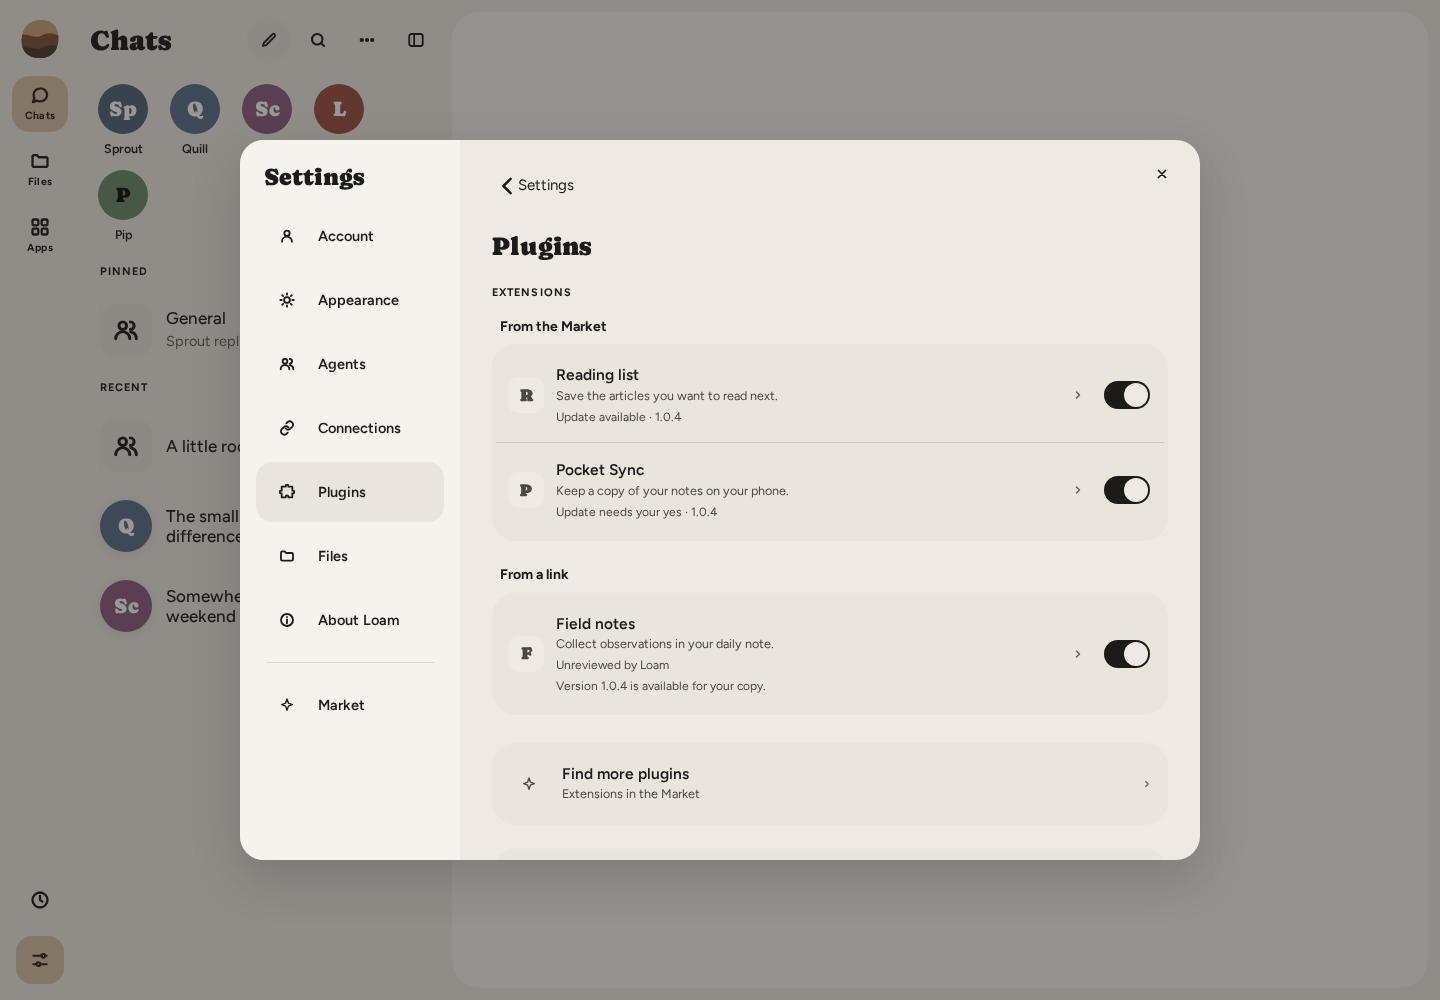 Chats
Sp
Q
Sc
L
Sprout
Quill
P
Pip
Chats
Files
Apps
PINNED
General
Sprout repl
RECENT
A little
Q
The small
difference
Sc
weekend
Settings
Account
Appearance
Agents
Connections
Plugins
Files
About Loam
Market
Settings
Plugins
EXTENSIONS
From the Market
R
Reading list
Save the articles you want to read next.
Update available · 1.0.4
P
Pocket Sync
Keep a copy of your notes on your phone.
Update needs your yes · 1.0.4
From a link
F
Field notes
Collect observations in your daily note.
Unreviewed by Loam
Version 1.0.4 is available for your copy.
Find more plugins
Extensions in the Market